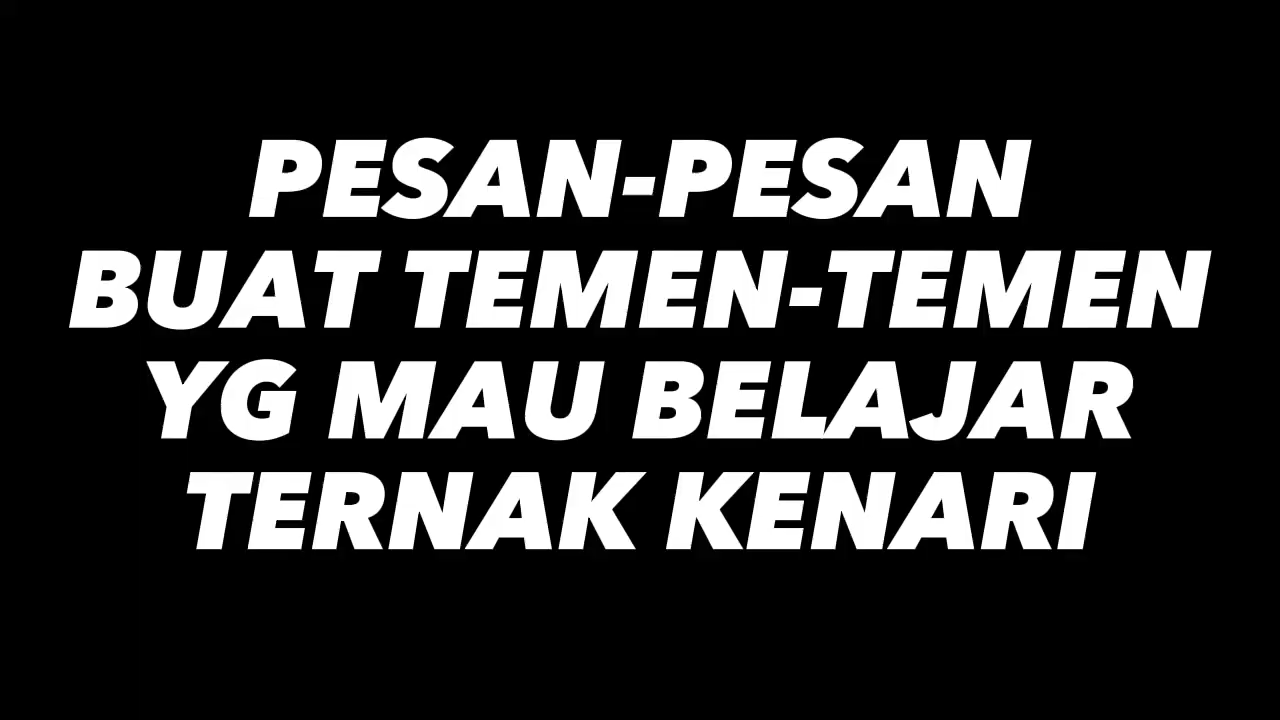 PESAN-PESAN
BUAT TEMEN-TEMEN
YG MAU BELAJAR
TERNAK KENARI